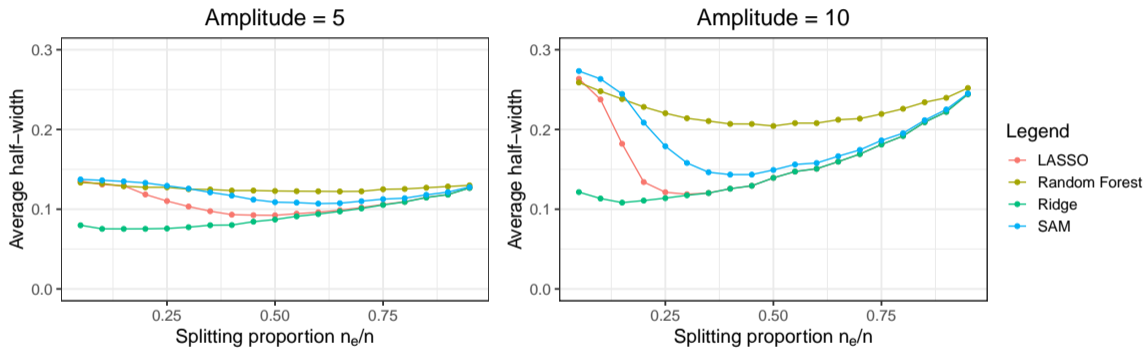 Amplitude = 5
Amplitude = 10
Average half−width
0.3
0.2
0.1
0.0
0.25
0.50
0.75
Splitting proportion nₑ/n
Average half−width
0.3
0.2
0.1
0.0
0.25
0.50
0.75
Splitting proportion nₑ/n
Legend
LASSO
Random Forest
Ridge
SAM